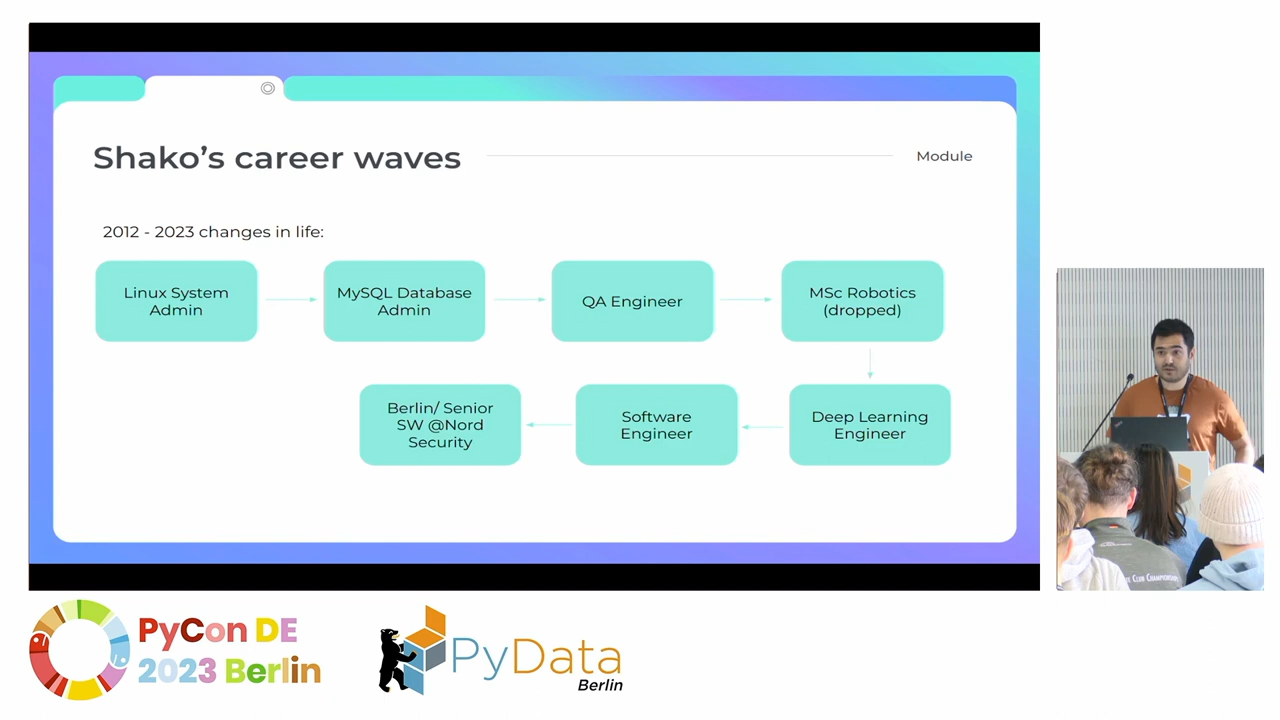 Shako's career waves
Module
2012 - 2023 changes in life:
Linux System
Admin
MySQL Database
Admin
QA Engineer
MSc Robotics
(dropped)
Deep Learning
Engineer
Software
Engineer
Berlin/ Senior
SW @Nord
Security
PyCon DE
2023 Berlin
PyData
Berlin